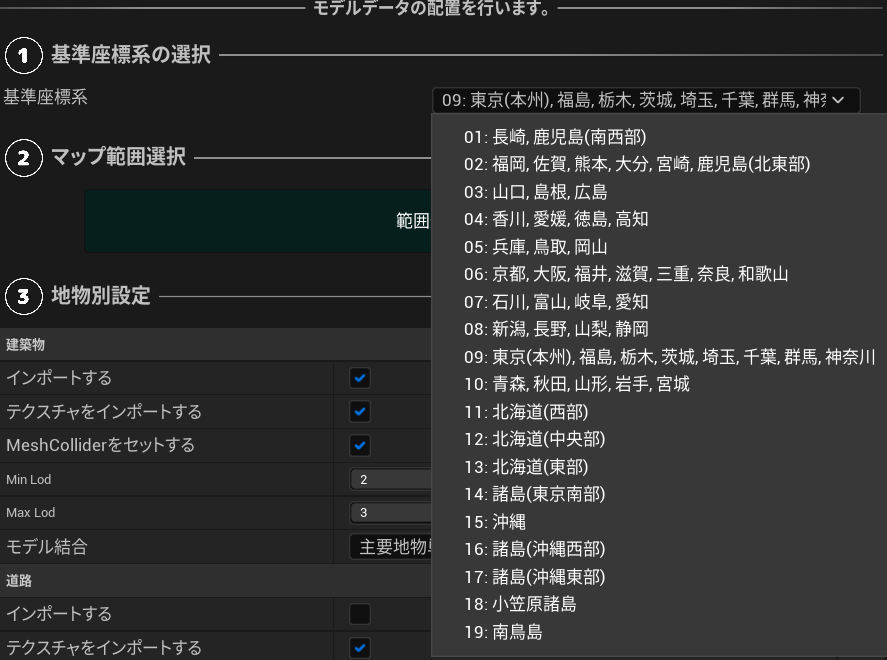 モデルデータの配置を行います。
1 基準座標系の選択
基準座標系
09: 東京(本州), 福島, 栃木, 茨城, 埼玉, 千葉, 群馬, 神
01: 長崎, 鹿児島(南西部)
02: 福岡, 佐賀, 熊本, 大分, 宮崎, 鹿児島(北東部)
03: 山口, 島根, 広島
04: 香川, 愛媛, 徳島, 高知
05: 兵庫, 鳥取, 岡山
06: 京都, 大阪, 福井, 滋賀, 三重, 奈良, 和歌山
07: 石川, 富山, 岐阜, 愛知
08: 新潟, 長野, 山梨, 静岡
09: 東京(本州), 福島, 栃木, 茨城, 埼玉, 千葉, 群馬, 神奈川
10: 青森, 秋田, 山形, 岩手, 宮城
11: 北海道(西部)
12: 北海道(中央部)
13: 北海道(東部)
14: 諸島(東京南部)
15: 沖縄
16: 諸島(沖縄西部)
17: 諸島(沖縄東部)
18: 小笠原諸島
19: 南鳥島
2 マップ範囲選択
範囲
3 地物別設定
建築物
インポートする
テクスチャをインポートする
MeshColliderをセットする
Min Lod
2
Max Lod
3
モデル結合
主要地物
道路
インポートする
テクスチャをインポートする